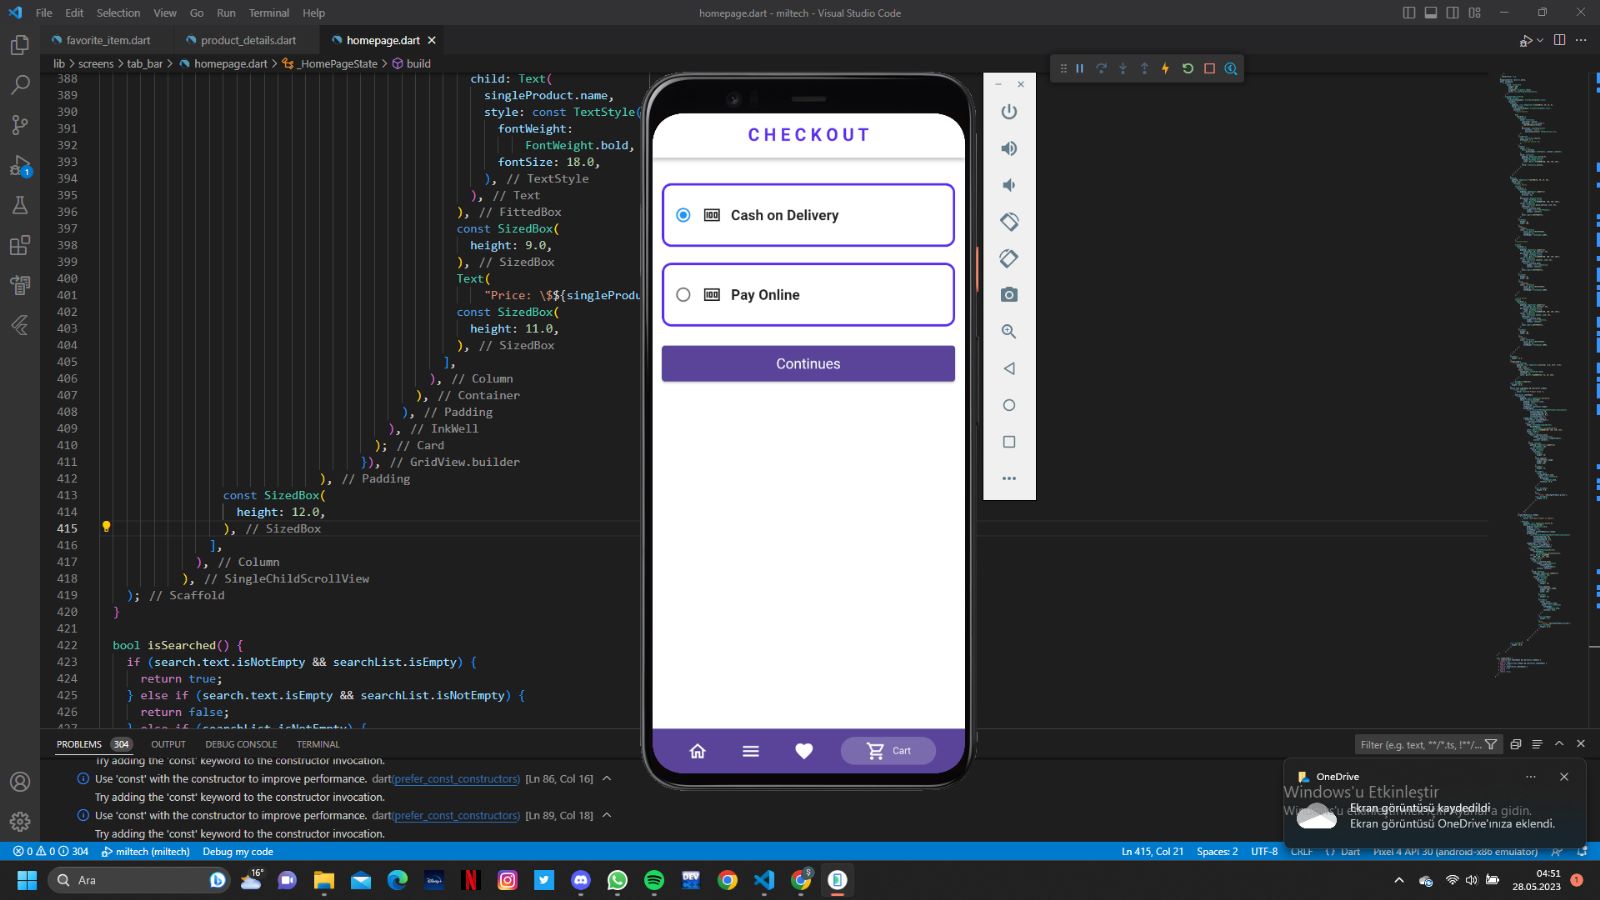 File Edit Selection View Go Run Terminal Help
homepage.dart - miltech - Visual Studio Code
favorite_item.dart product_details.dart homepage.dart
lib > screens > tab_bar > homepage.dart > _HomePageState > build
388 child: Text(
389 singleProduct.name,
390 style: const TextStyle(
391 fontWeight:
392 FontWeight.bold,
393 fontSize: 18.0,
394 ), // TextStyle
395 ), // Text
396 ), // FittedBox
397 const SizedBox(
398 height: 9.0,
399 ), // SizedBox
400 Text(
401 "Price: \$${singleProdu
402 const SizedBox(
403 height: 11.0,
404 ), // SizedBox
405 ],
406 ), // Column
407 ), // Container
408 ), // Padding
409 ), // InkWell
410 ); // Card
411 }), // GridView.builder
412 ), // Padding
413 const SizedBox(
414 height: 12.0,
415 ), // SizedBox
416 ],
417 ), // Column
418 ), // SingleChildScrollView
419 ); // Scaffold
420 }
421
422 bool isSearched() {
423 if (search.text.isNotEmpty && searchList.isEmpty) {
424 return true;
425 } else if (search.text.isEmpty && searchList.isNotEmpty) {
426 return false;
427 } else if (searchList.isNotEmpty) {
CHECKOUT
Cash on Delivery
Pay Online
Continues
Cart
PROBLEMS 304 OUTPUT DEBUG CONSOLE TERMINAL
Filter (e.g. text, **/*.ts, !**/...
Try adding the 'const' keyword to the constructor invocation.
Use 'const' with the constructor to improve performance. dart(prefer_const_constructors) [Ln 86, Col 16]
Try adding the 'const' keyword to the constructor invocation.
Use 'const' with the constructor to improve performance. dart(prefer_const_constructors) [Ln 89, Col 18]
Try adding the 'const' keyword to the constructor invocation.
OneDrive
Windows'u Etkinleştir
Ekran görüntüsü kaydedildi
Ekran görüntüsü OneDrive'ınıza eklendi.
0 0 304 miltech (miltech) Debug my code
Ln 415, Col 21 Spaces: 2 UTF-8 CRLF {} Dart Pixel 4 API 30 (android-x86 emulator)
Ara
16°
04:51
28.05.2023
1